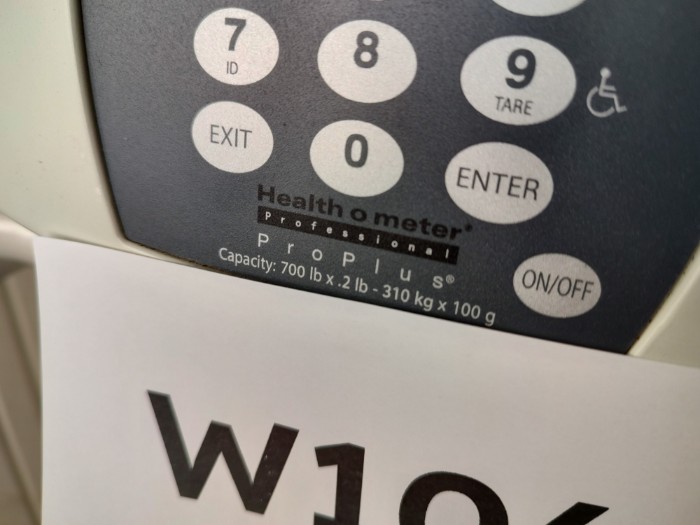 7 8 9
ID TARE
EXIT 0 ENTER
Health o meter®
Professional
ProPlus®
Capacity: 700 lb x .2 lb - 310 kg x 100 g
ON/OFF
W19